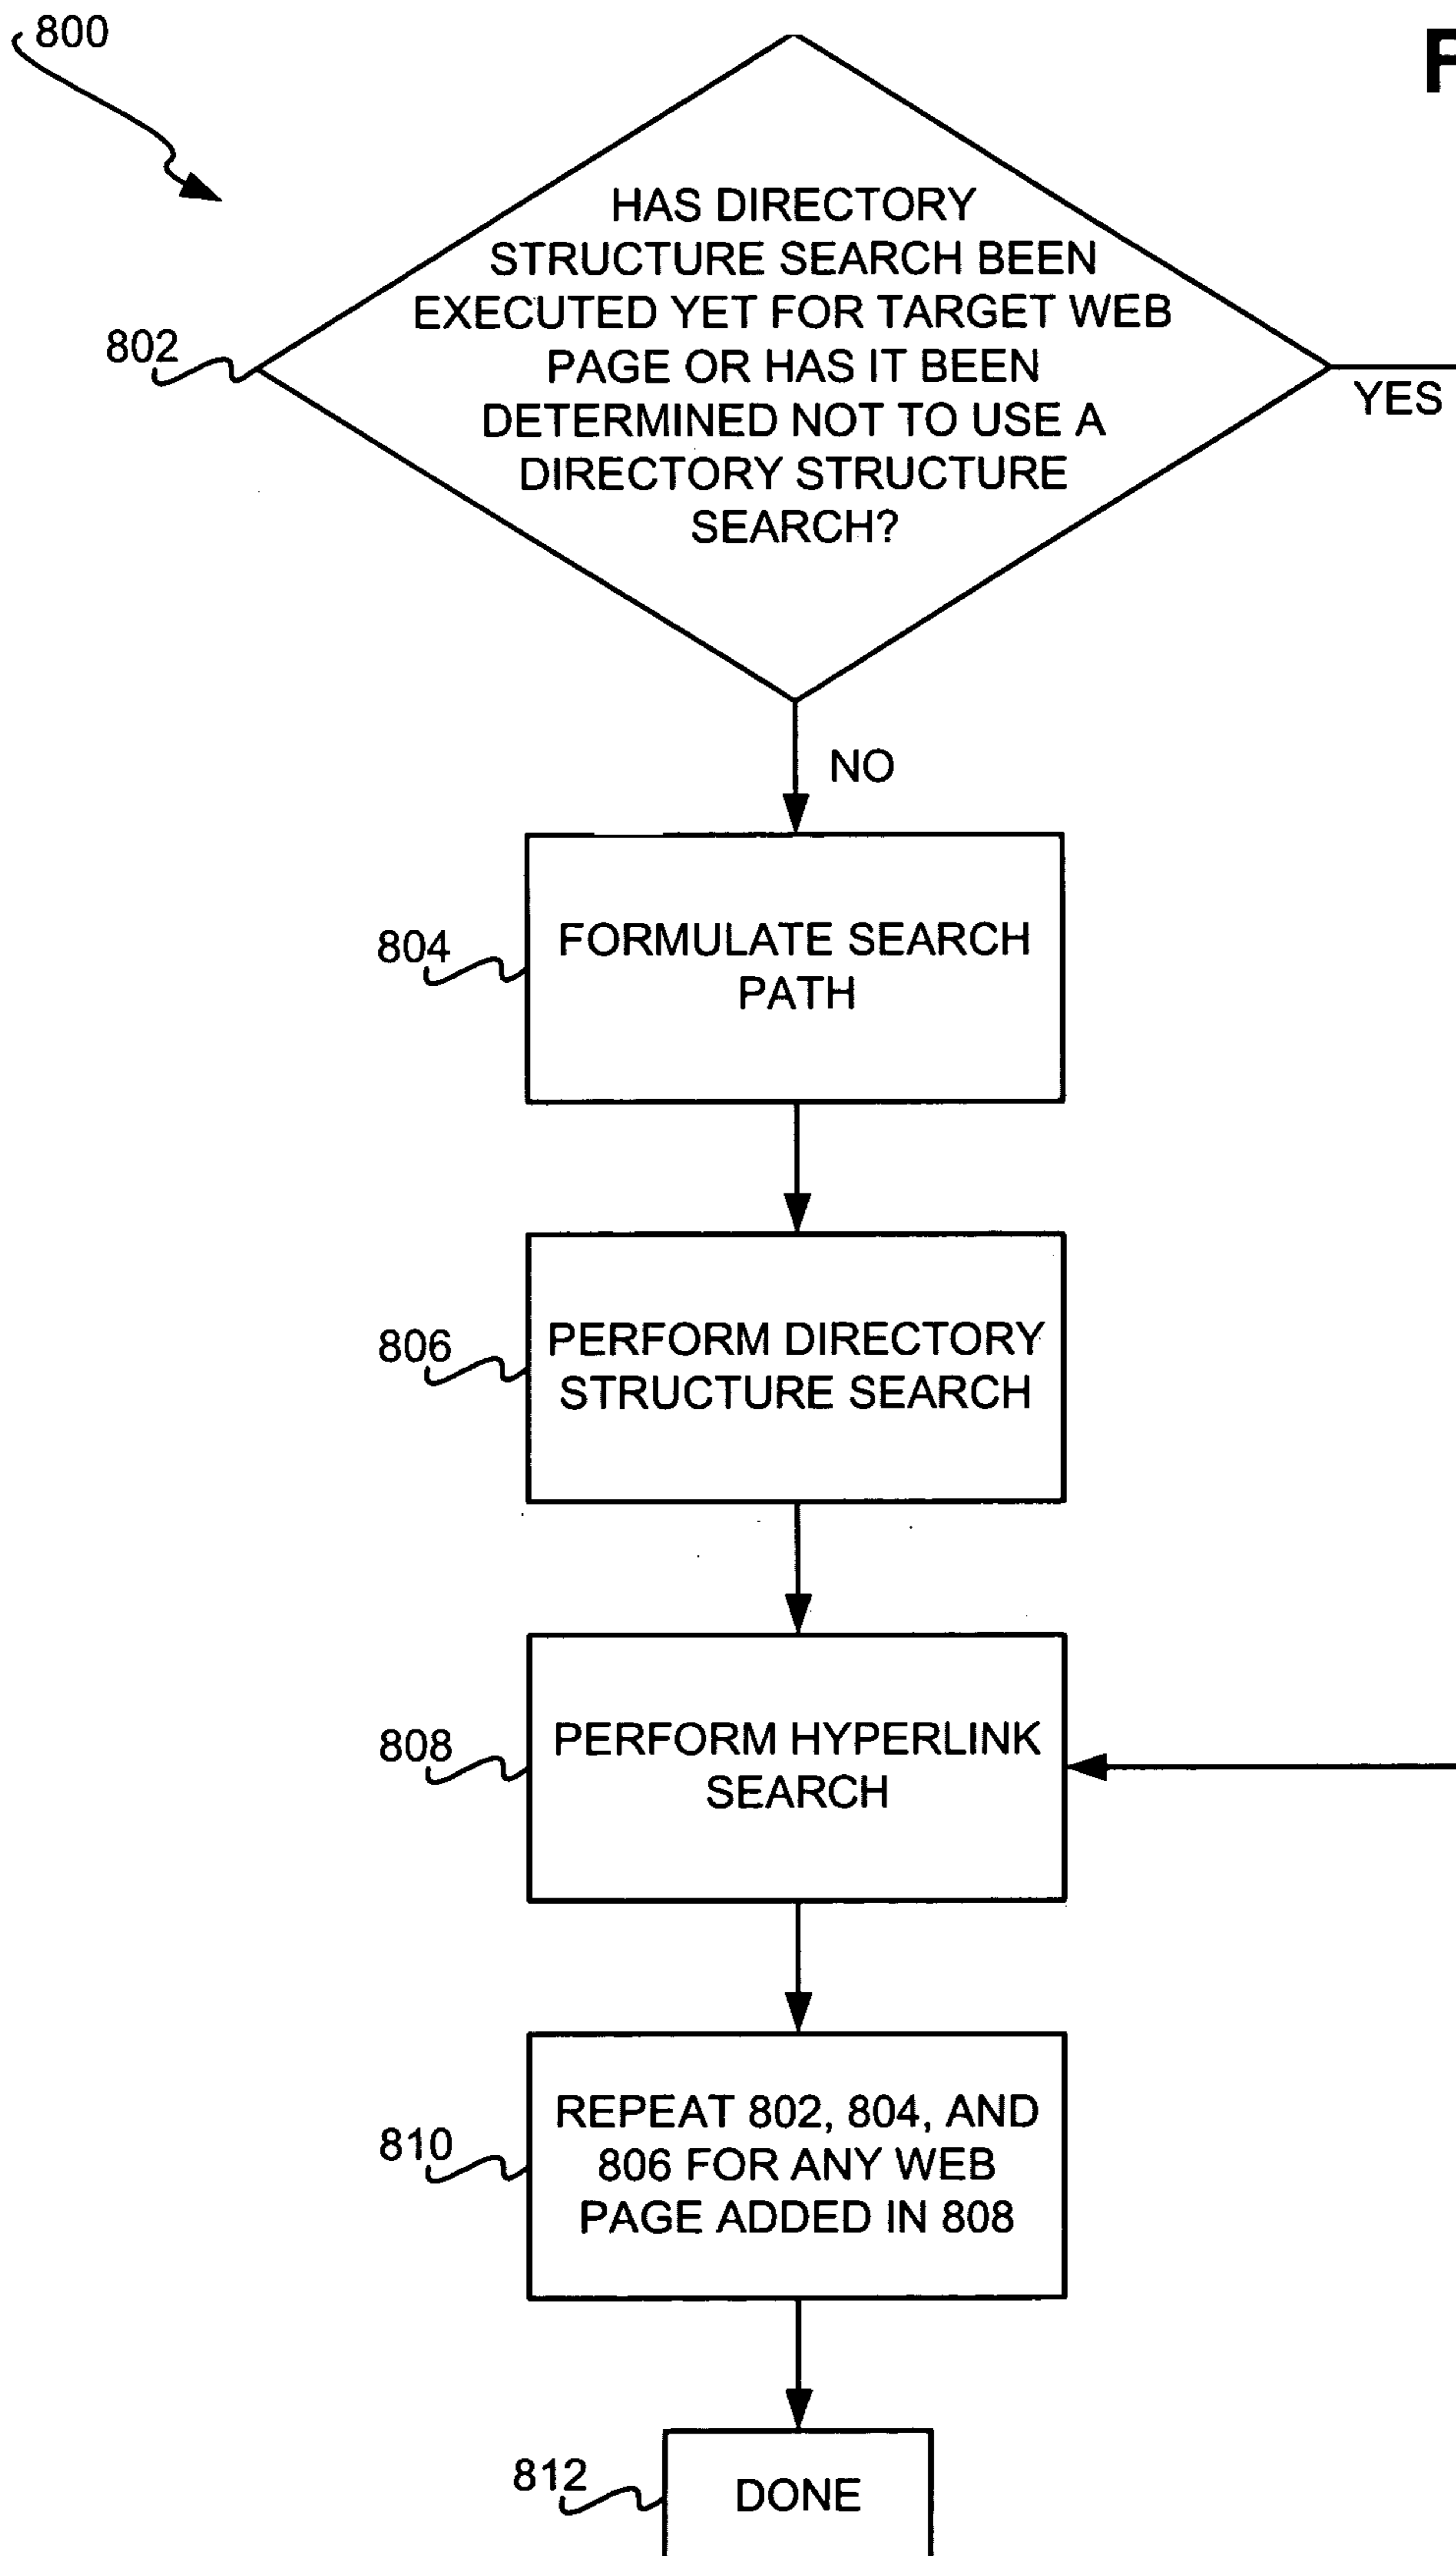 800
F
HAS DIRECTORY
STRUCTURE SEARCH BEEN
EXECUTED YET FOR TARGET WEB
PAGE OR HAS IT BEEN
DETERMINED NOT TO USE A
DIRECTORY STRUCTURE
SEARCH?
802
YES
NO
804
FORMULATE SEARCH
PATH
806
PERFORM DIRECTORY
STRUCTURE SEARCH
808
PERFORM HYPERLINK
SEARCH
810
REPEAT 802, 804, AND
806 FOR ANY WEB
PAGE ADDED IN 808
812
DONE